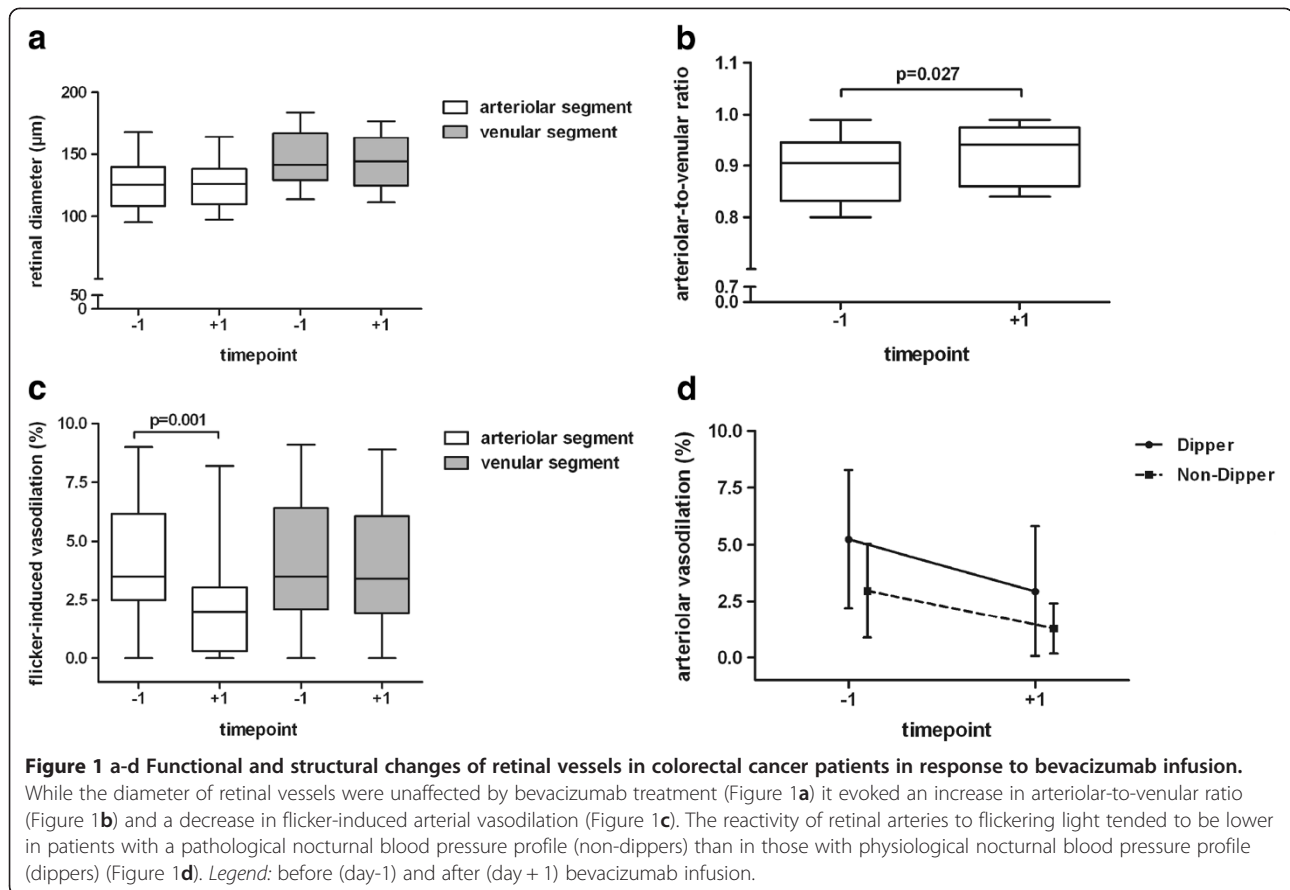 a
retinal diameter (µm)
200
150
100
50
0
-1 +1 -1 +1
timepoint
arteriolar segment
venular segment
b
arteriolar-to-venular ratio
1.1
1.0
0.9
0.8
0.7
0.0
p=0.027
-1 +1
timepoint
c
flicker-induced vasodilation (%)
10.0
7.5
5.0
2.5
0.0
p=0.001
-1 +1 -1 +1
timepoint
arteriolar segment
venular segment
d
arteriolar vasodilation (%)
10.0
7.5
5.0
2.5
0.0
-1 +1
timepoint
Dipper
Non-Dipper
Figure 1 a-d Functional and structural changes of retinal vessels in colorectal cancer patients in response to bevacizumab infusion.
While the diameter of retinal vessels were unaffected by bevacizumab treatment (Figure 1a) it evoked an increase in arteriolar-to-venular ratio
(Figure 1b) and a decrease in flicker-induced arterial vasodilation (Figure 1c). The reactivity of retinal arteries to flickering light tended to be lower
in patients with a pathological nocturnal blood pressure profile (non-dippers) than in those with physiological nocturnal blood pressure profile
(dippers) (Figure 1d). Legend: before (day-1) and after (day + 1) bevacizumab infusion.